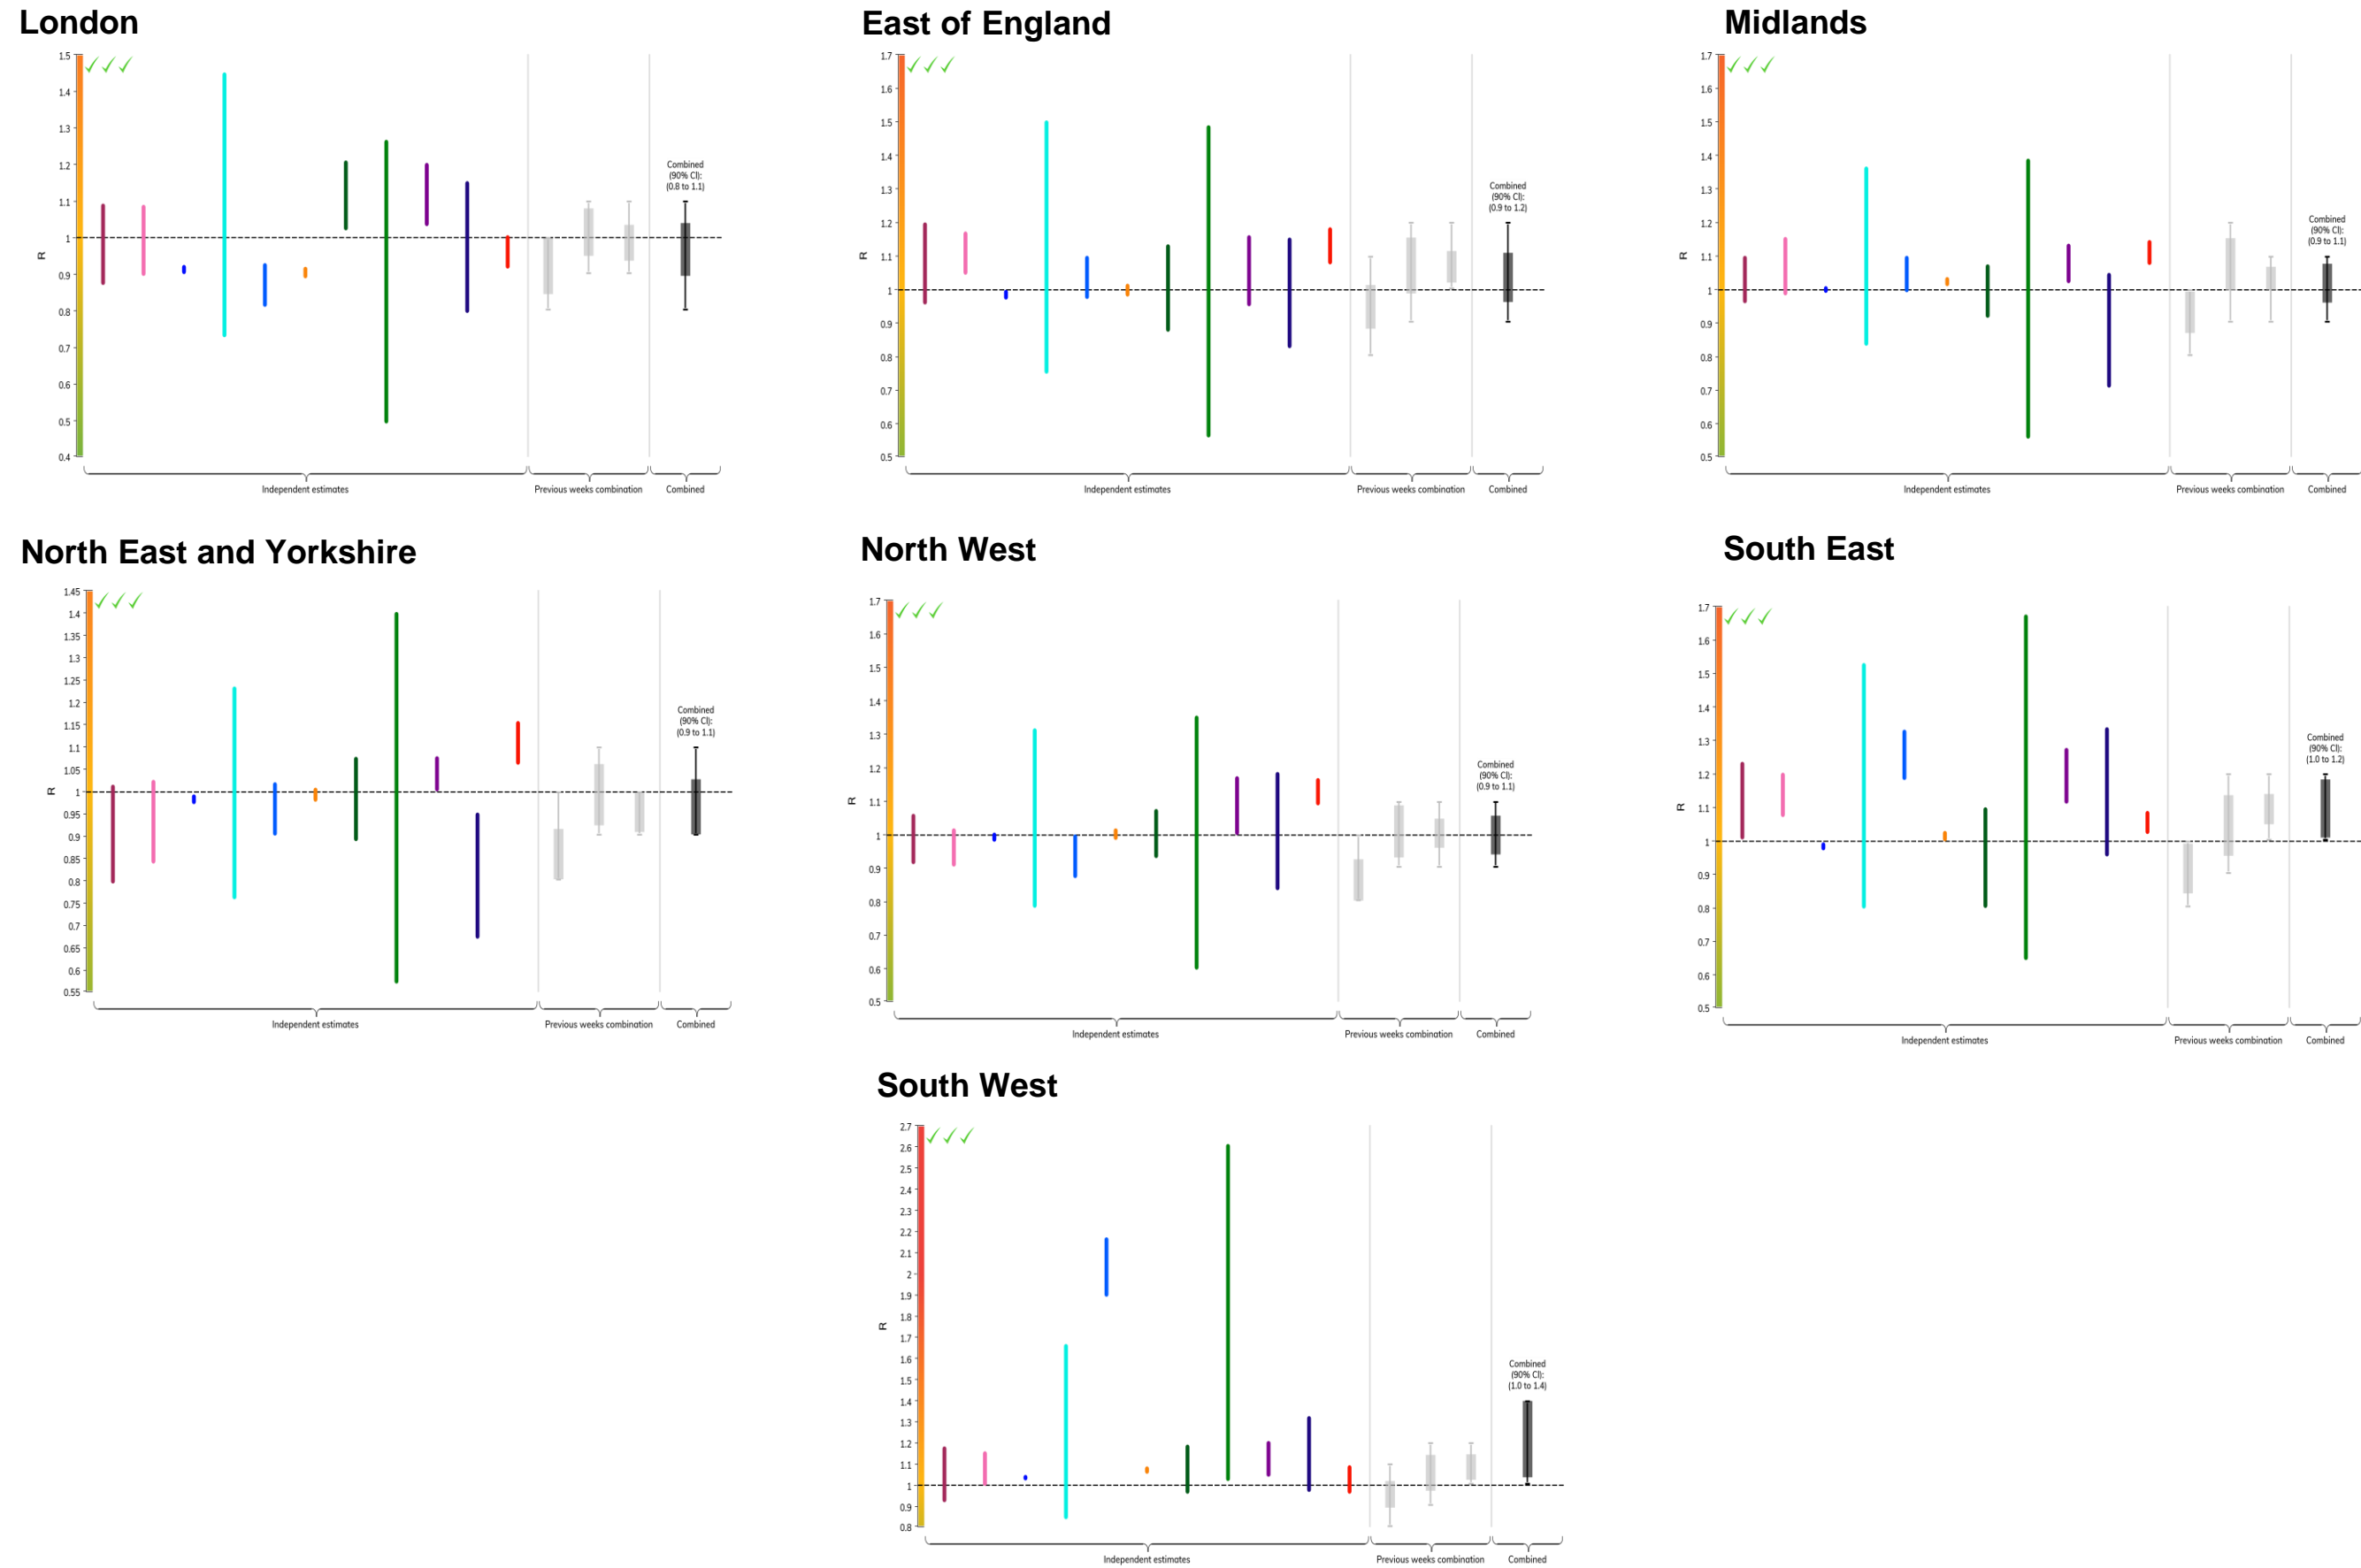 London
1.5
1.4
1.3
1.2
1.1
1
0.9
0.8
0.7
0.6
0.5
0.4
R
Combined
(90% CI):
(0.8 to 1.1)
Independent estimates
Previous weeks combination
Combined
East of England
1.7
1.6
1.5
1.4
1.3
1.2
1.1
1
0.9
0.8
0.7
0.6
0.5
R
Combined
(90% CI):
(0.9 to 1.2)
Independent estimates
Previous weeks combination
Combined
Midlands
1.7
1.6
1.5
1.4
1.3
1.2
1.1
1
0.9
0.8
0.7
0.6
0.5
R
Combined
(90% CI):
(0.9 to 1.1)
Independent estimates
Previous weeks combination
Combined
North East and Yorkshire
1.45
1.4
1.35
1.3
1.25
1.2
1.15
1.1
1.05
1
0.95
0.9
0.85
0.8
0.75
0.7
0.65
0.6
0.55
R
Combined
(90% CI):
(0.9 to 1.1)
Independent estimates
Previous weeks combination
Combined
North West
1.7
1.6
1.5
1.4
1.3
1.2
1.1
1
0.9
0.8
0.7
0.6
0.5
R
Combined
(90% CI):
(0.9 to 1.1)
Independent estimates
Previous weeks combination
Combined
South East
1.7
1.6
1.5
1.4
1.3
1.2
1.1
1
0.9
0.8
0.7
0.6
0.5
R
Combined
(90% CI):
(1.0 to 1.2)
Independent estimates
Previous weeks combination
Combined
South West
2.7
2.6
2.5
2.4
2.3
2.2
2.1
2
1.9
1.8
1.7
1.6
1.5
1.4
1.3
1.2
1.1
1
0.9
0.8
R
Combined
(90% CI):
(1.0 to 1.4)
Independent estimates
Previous weeks combination
Combined